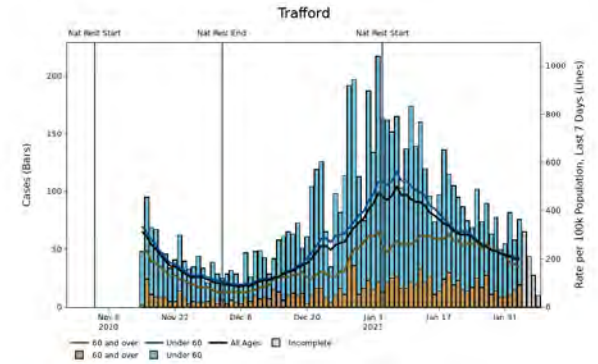 Trafford
Nat Rest Start
Nat Rest End
Nat Rest Start
Cases (Bars)
200
150
100
50
0
Rate per 100k Population, Last 7 Days (Lines)
1000
800
600
400
200
0
Nov 8
2020
Nov 22
Dec 6
Dec 20
Jan 3
2021
Jan 17
Jan 31
60 and over
Under 60
All Ages
Incomplete
60 and over
Under 60